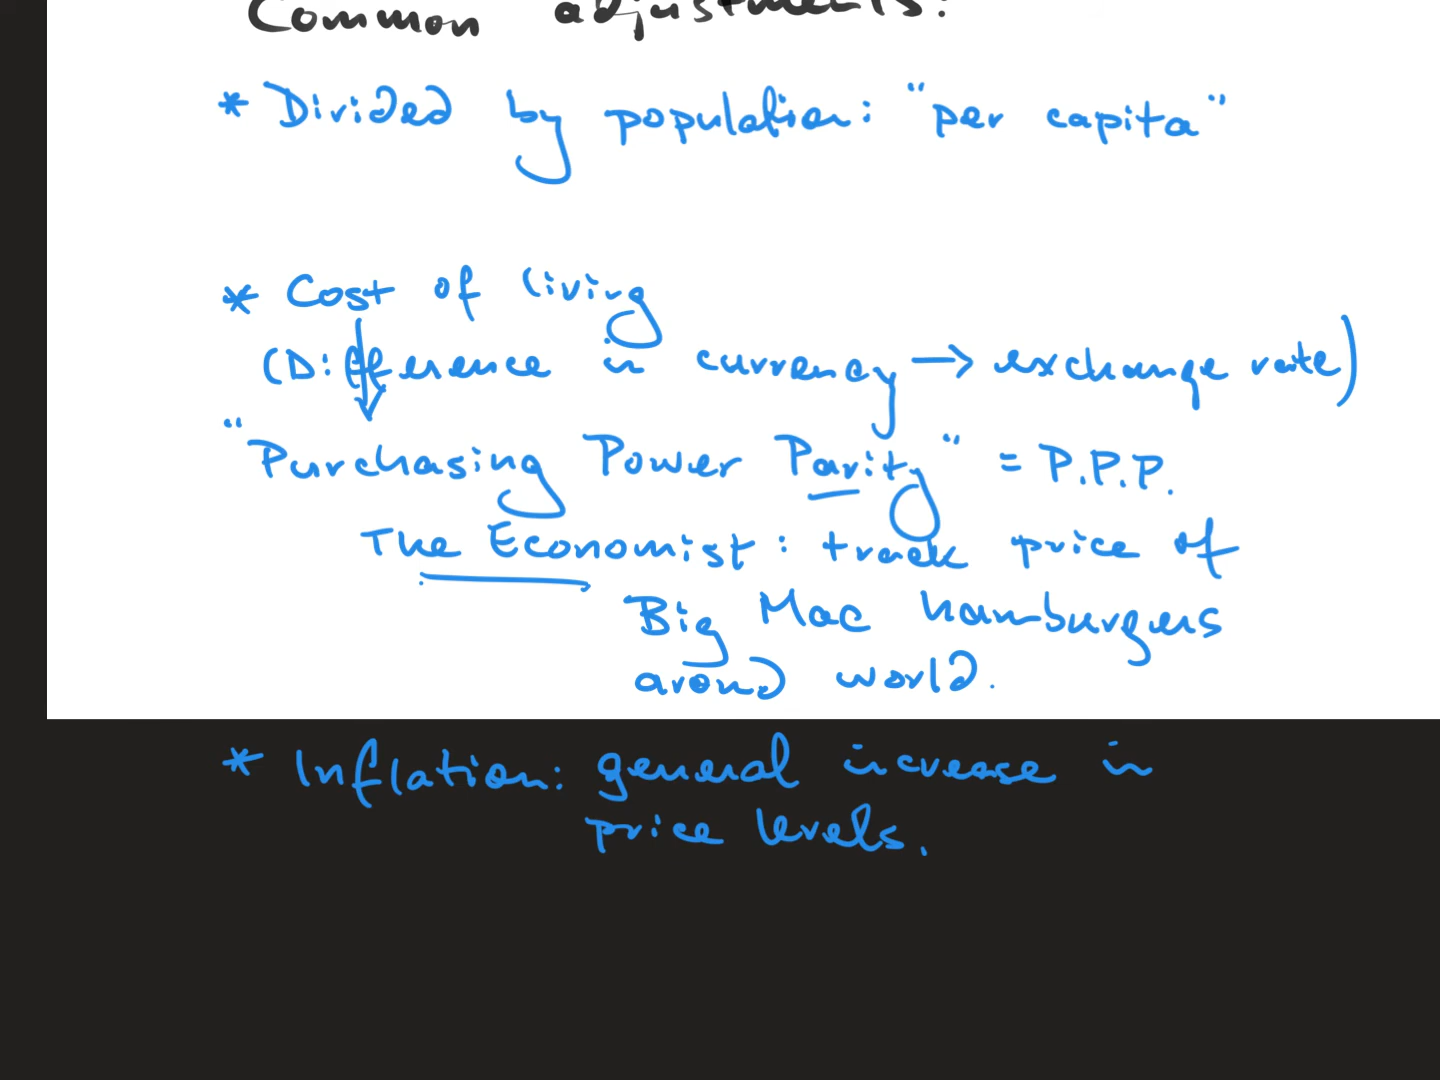 Common adjustments:
* Divided by population: "per capita"
* Cost of living
(Difference in currency → exchange rate)
"Purchasing Power Parity" = P.P.P.
The Economist: track price of
Big Mac hamburgers
around world.
* Inflation: general increase in
price levels.